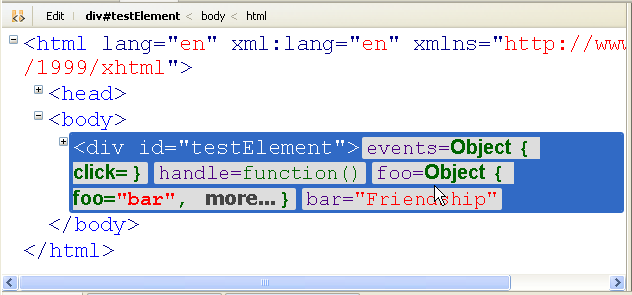 Edit div#testElement < body < html
<html lang="en" xml:lang="en" xmlns="http://www
/1999/xhtml">
<head>
<body>
<div id="testElement"> events=Object {
click= } handle=function() foo=Object {
foo="bar", more... } bar="Friendship"
</body>
</html>